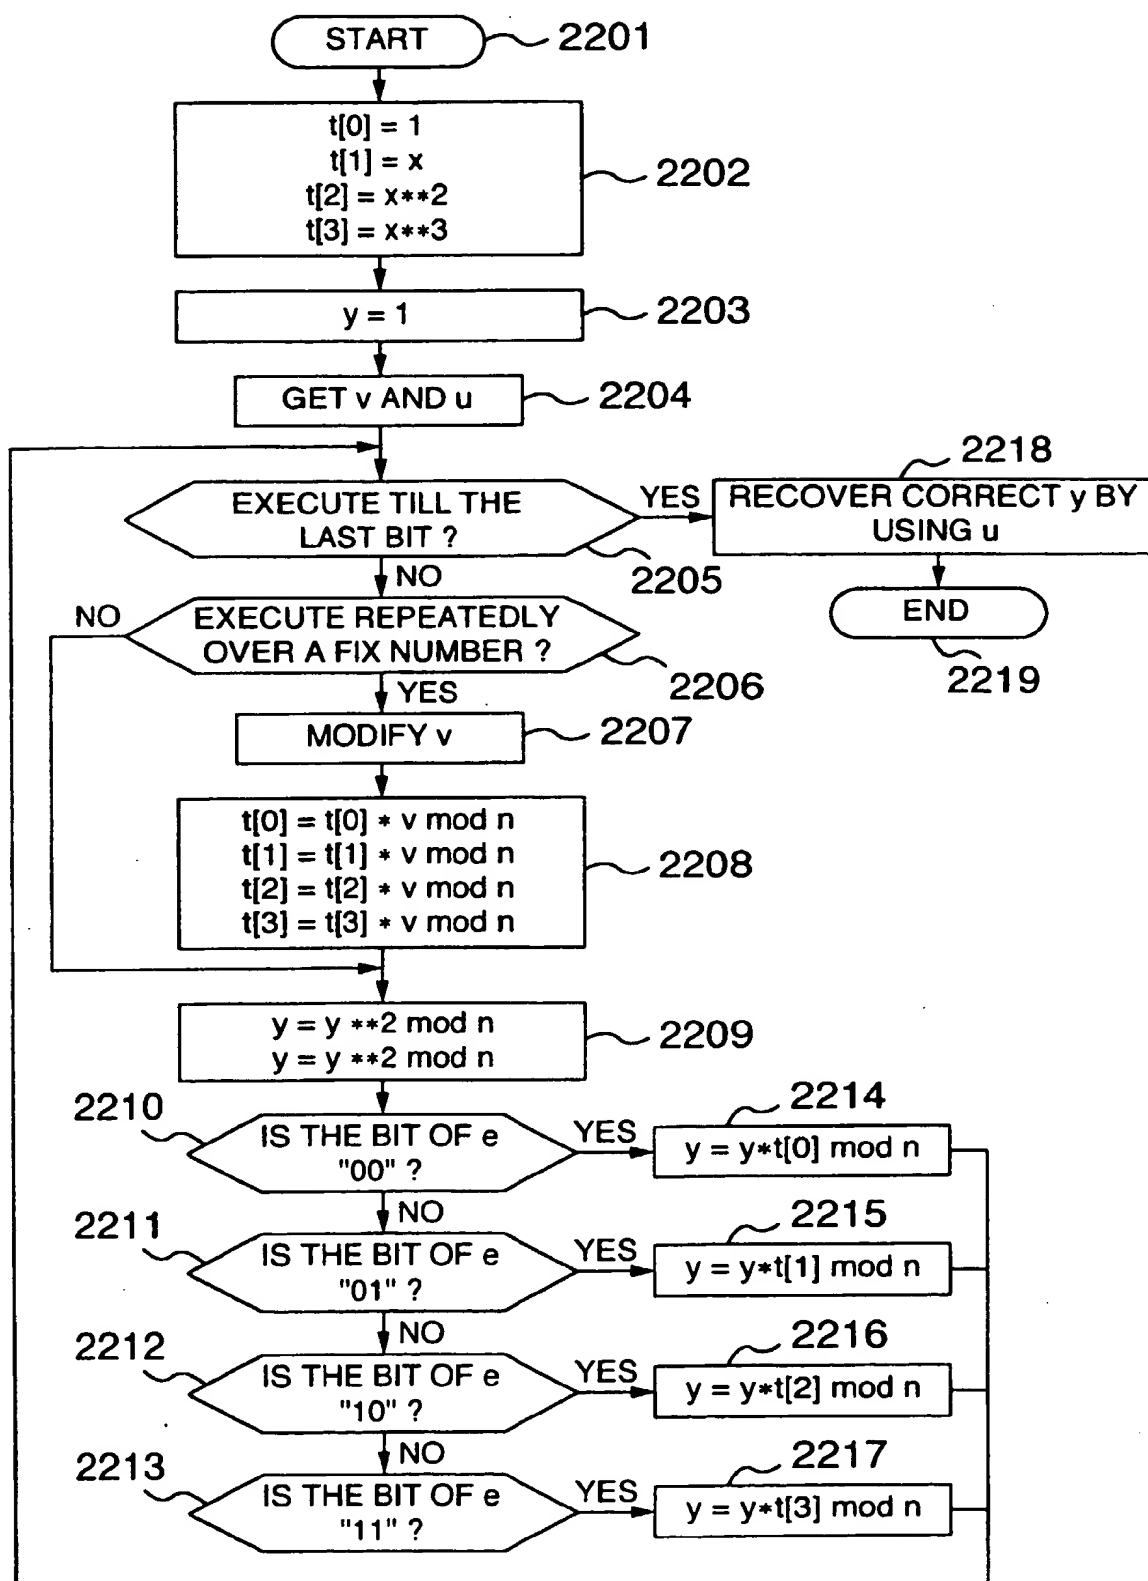 START
2201
t[0] = 1
t[1] = x
t[2] = x**2
t[3] = x**3
2202
y = 1
2203
GET v AND u
2204
EXECUTE TILL THE
LAST BIT ?
2205
YES
RECOVER CORRECT y BY
USING u
2218
END
2219
NO
EXECUTE REPEATEDLY
OVER A FIX NUMBER ?
2206
NO
YES
MODIFY v
2207
t[0] = t[0] * v mod n
t[1] = t[1] * v mod n
t[2] = t[2] * v mod n
t[3] = t[3] * v mod n
2208
y = y **2 mod n
y = y **2 mod n
2209
2210
IS THE BIT OF e
"00" ?
YES
2214
y = y*t[0] mod n
NO
2211
IS THE BIT OF e
"01" ?
YES
2215
y = y*t[1] mod n
NO
2212
IS THE BIT OF e
"10" ?
YES
2216
y = y*t[2] mod n
NO
2213
IS THE BIT OF e
"11" ?
YES
2217
y = y*t[3] mod n